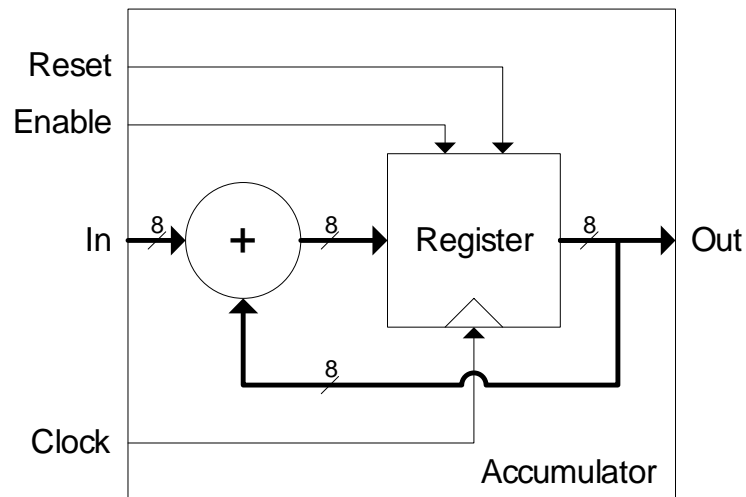 Reset
Enable
In
8
+
8
Register
8
Out
8
Clock
Accumulator